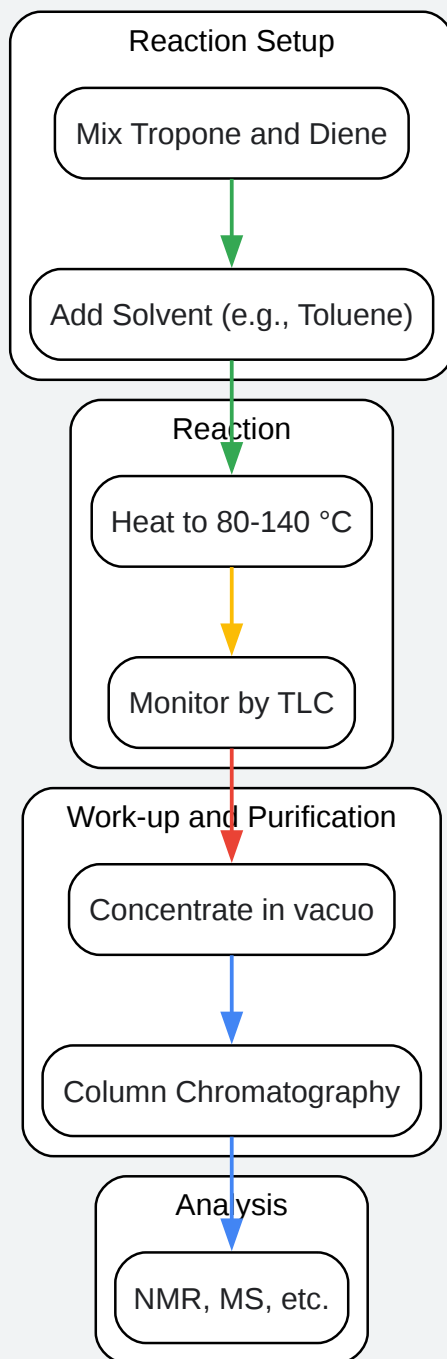 Reaction Setup
Mix Tropone and Diene
Add Solvent (e.g., Toluene)
Reaction
Heat to 80-140 °C
Monitor by TLC
Work-up and Purification
Concentrate in vacuo
Column Chromatography
Analysis
NMR, MS, etc.